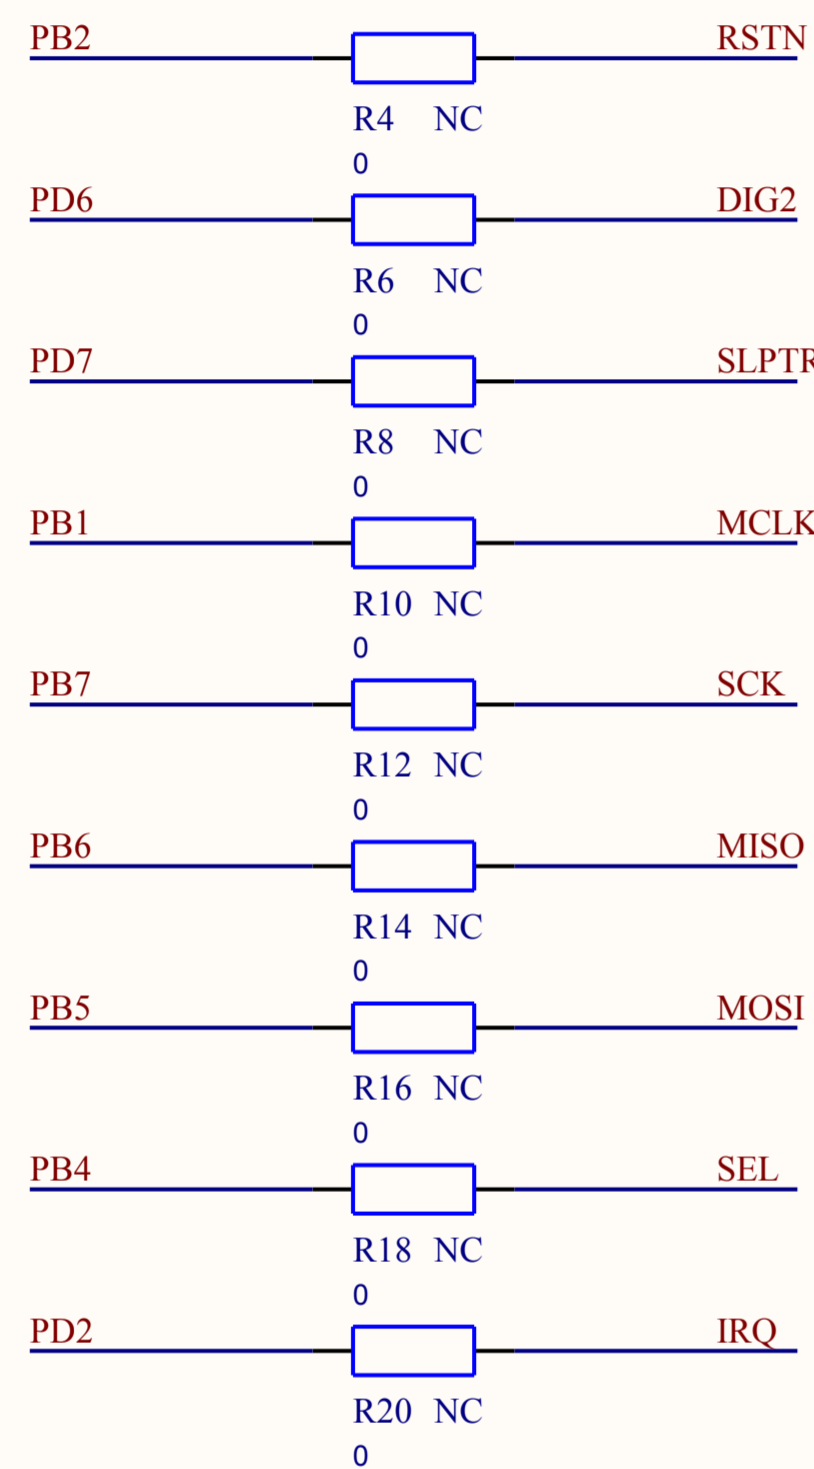 PB2 RSTN
R4 NC
0
PD6 DIG2
R6 NC
0
PD7 SLPTR
R8 NC
0
PB1 MCLK
R10 NC
0
PB7 SCK
R12 NC
0
PB6 MISO
R14 NC
0
PB5 MOSI
R16 NC
0
PB4 SEL
R18 NC
0
PD2 IRQ
R20 NC
0